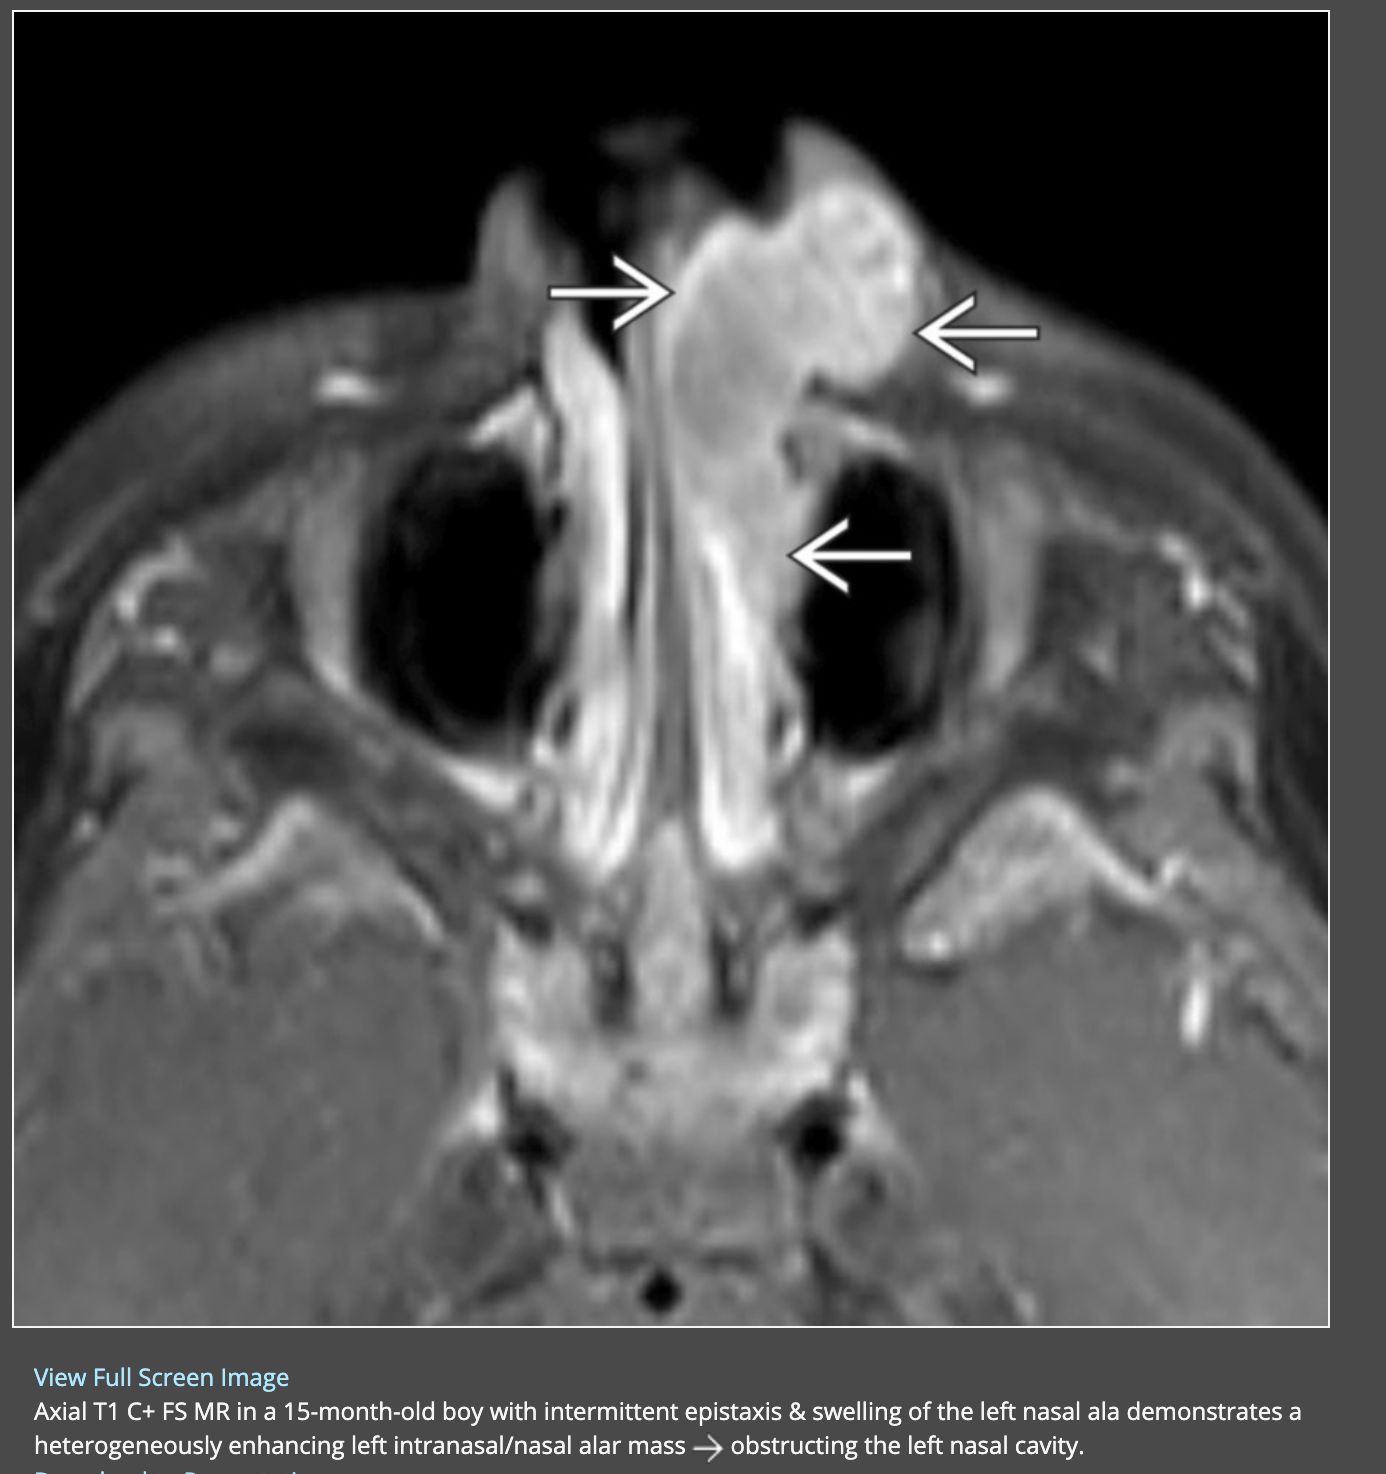 View Full Screen Image
Axial T1 C+ FS MR in a 15-month-old boy with intermittent epistaxis & swelling of the left nasal ala demonstrates a
heterogeneously enhancing left intranasal/nasal alar mass → obstructing the left nasal cavity.